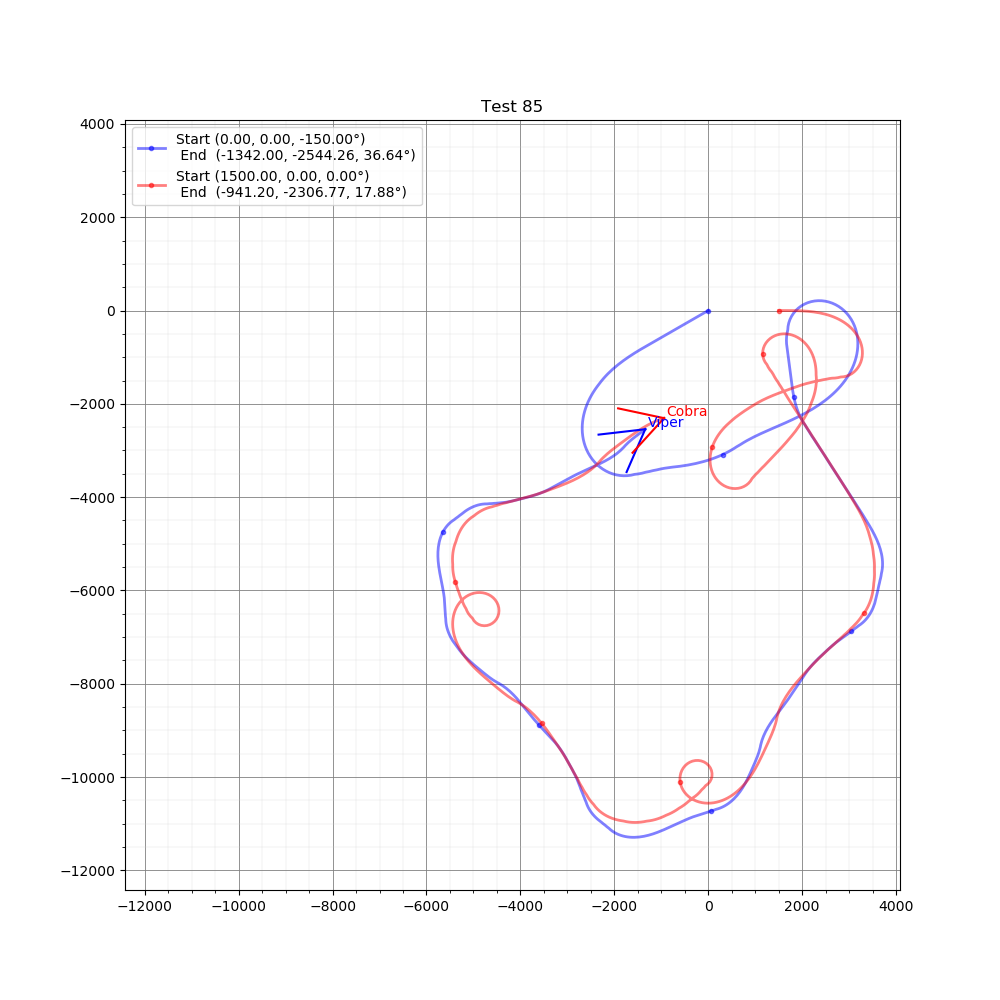 Test 85
Start (0.00, 0.00, -150.00°)
End (-1342.00, -2544.26, 36.64°)
Start (1500.00, 0.00, 0.00°)
End (-941.20, -2306.77, 17.88°)
4000
2000
0
−2000
−4000
−6000
−8000
−10000
−12000
Cobra
Viper
−12000 −10000 −8000 −6000 −4000 −2000 0 2000 4000